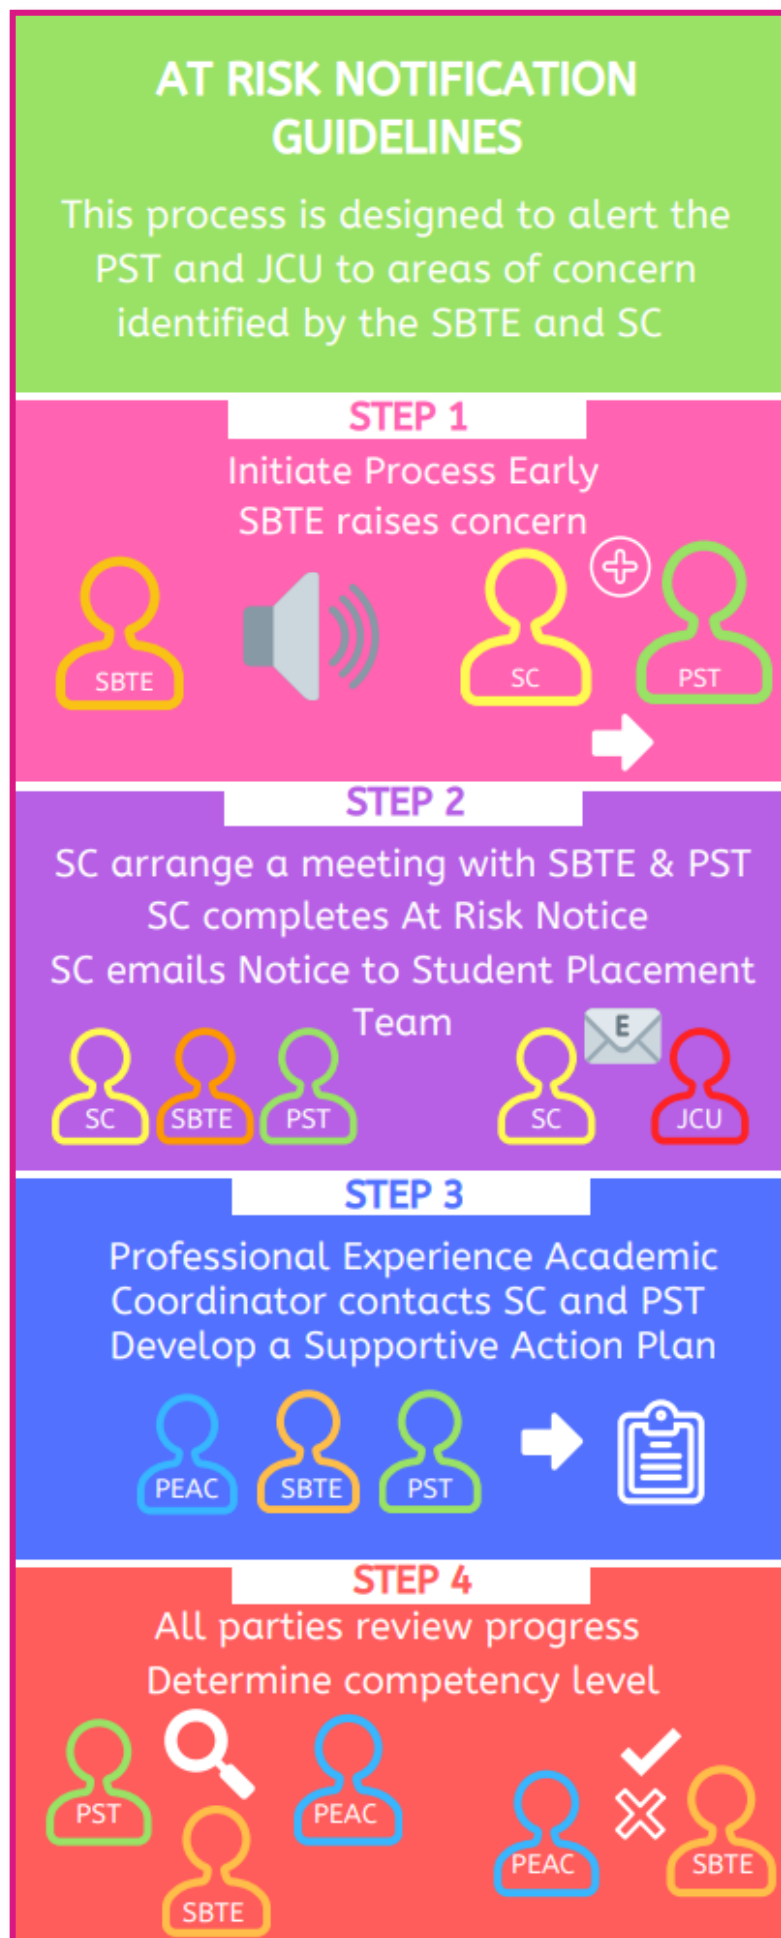 AT RISK NOTIFICATION
GUIDELINES
This process is designed to alert the
PST and JCU to areas of concern
identified by the SBTE and SC
STEP 1
Initiate Process Early
SBTE raises concern
SBTE
SC
PST
STEP 2
SC arrange a meeting with SBTE & PST
SC completes At Risk Notice
SC emails Notice to Student Placement
Team
E
SC
SBTE
PST
SC
JCU
STEP 3
Professional Experience Academic
Coordinator contacts SC and PST
Develop a Supportive Action Plan
PEAC
SBTE
PST
STEP 4
All parties review progress
Determine competency level
PST
PEAC
SBTE
PEAC
SBTE